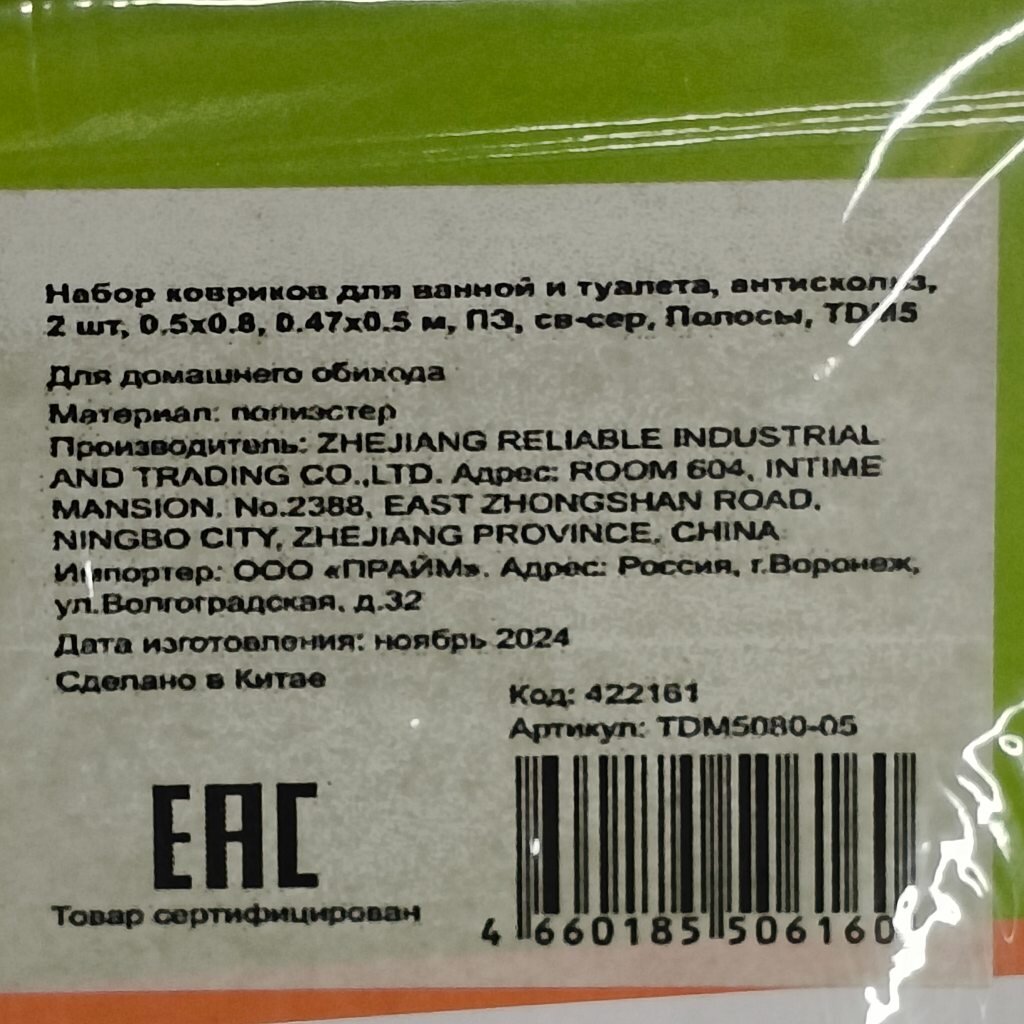 Набор ковриков для ванной и туалета, антискольз,
2 шт, 0.5х0.8, 0.47х0.5 м, ПЭ, св-сер, Полосы, TDM5
Для домашнего обихода
Материал: полиэстер
Производитель: ZHEJIANG RELIABLE INDUSTRIAL
AND TRADING CO.,LTD. Адрес: ROOM 604, INTIME
MANSION. No.2388, EAST ZHONGSHAN ROAD,
NINGBO CITY, ZHEJIANG PROVINCE, CHINA
Импортер: ООО «ПРАЙМ». Адрес: Россия, г.Воронеж,
ул.Волгоградская, д.32
Дата изготовления: ноябрь 2024
Сделано в Китае
Код: 422161
Артикул: TDM5080-05
EAC
Товар сертифицирован
4 660185 506160